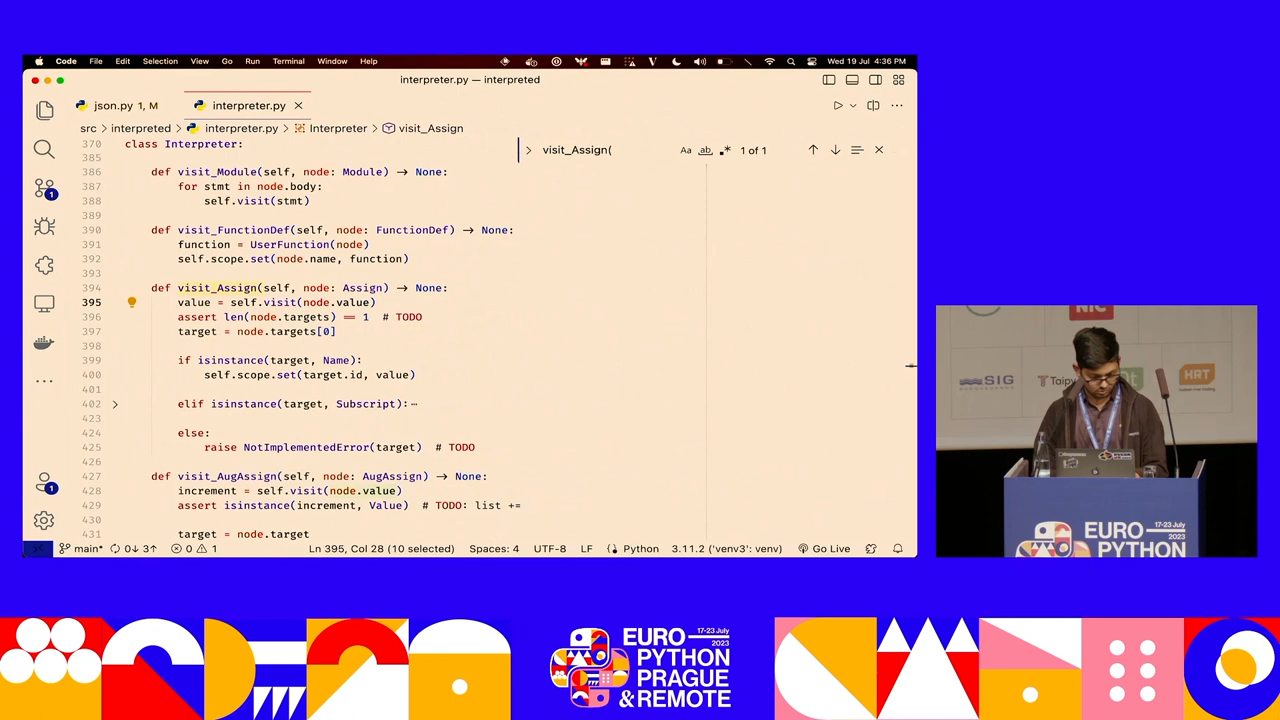 Code File Edit Selection View Go Run Terminal Window Help V Wed 19 Jul 4:36 PM
interpreter.py — interpreted
json.py 1, M interpreter.py
src > interpreted > interpreter.py > Interpreter > visit_Assign
visit_Assign( Aa ab 1 of 1
370 class Interpreter:
385
386 def visit_Module(self, node: Module) → None:
387 for stmt in node.body:
388 self.visit(stmt)
389
390 def visit_FunctionDef(self, node: FunctionDef) → None:
391 function = UserFunction(node)
392 self.scope.set(node.name, function)
393
394 def visit_Assign(self, node: Assign) → None:
395 value = self.visit(node.value)
396 assert len(node.targets) == 1 # TODO
397 target = node.targets[0]
398
399 if isinstance(target, Name):
400 self.scope.set(target.id, value)
401
402 elif isinstance(target, Subscript):⋯
423
424 else:
425 raise NotImplementedError(target) # TODO
426
427 def visit_AugAssign(self, node: AugAssign) → None:
428 increment = self.visit(node.value)
429 assert isinstance(increment, Value) # TODO: list +=
430
431 target = node.target
1
1
main* 0↓ 3↑ 0 1 Ln 395, Col 28 (10 selected) Spaces: 4 UTF-8 LF Python 3.11.2 ('venv3': venv) Go Live
NIC
SIG
Taipy
HRT
EURO 17-23 July
2023
PYTHON
EURO 17-23 July
2023
PYTHON
PRAGUE
& REMOTE